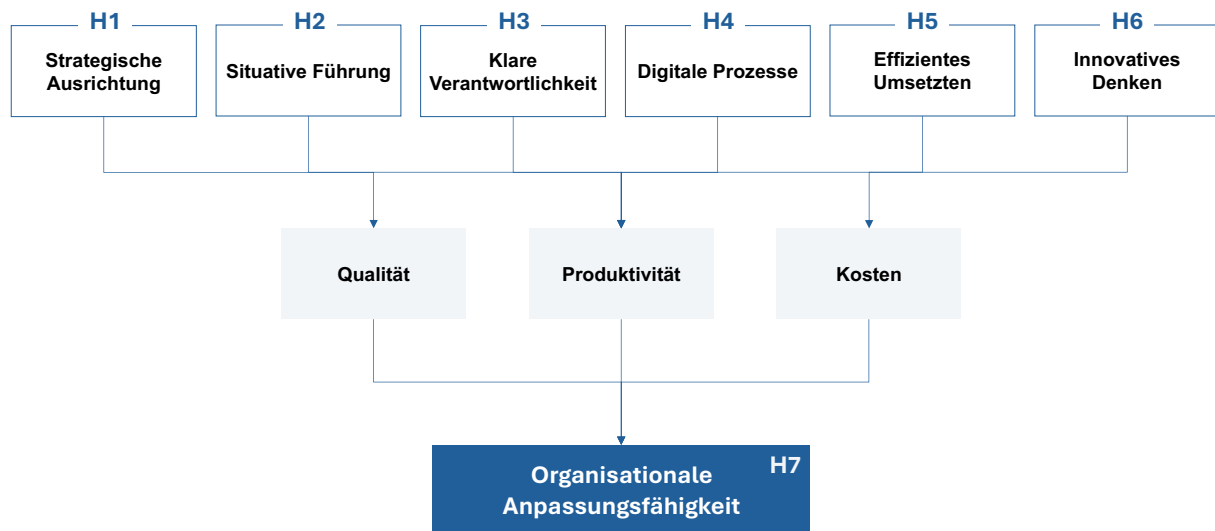 H1
H2
H3
H4
H5
H6
Strategische
Ausrichtung
Situative Führung
Klare
Verantwortlichkeit
Digitale Prozesse
Effizientes
Umsetzten
Innovatives
Denken
Qualität
Produktivität
Kosten
H7
Organisationale
Anpassungsfähigkeit